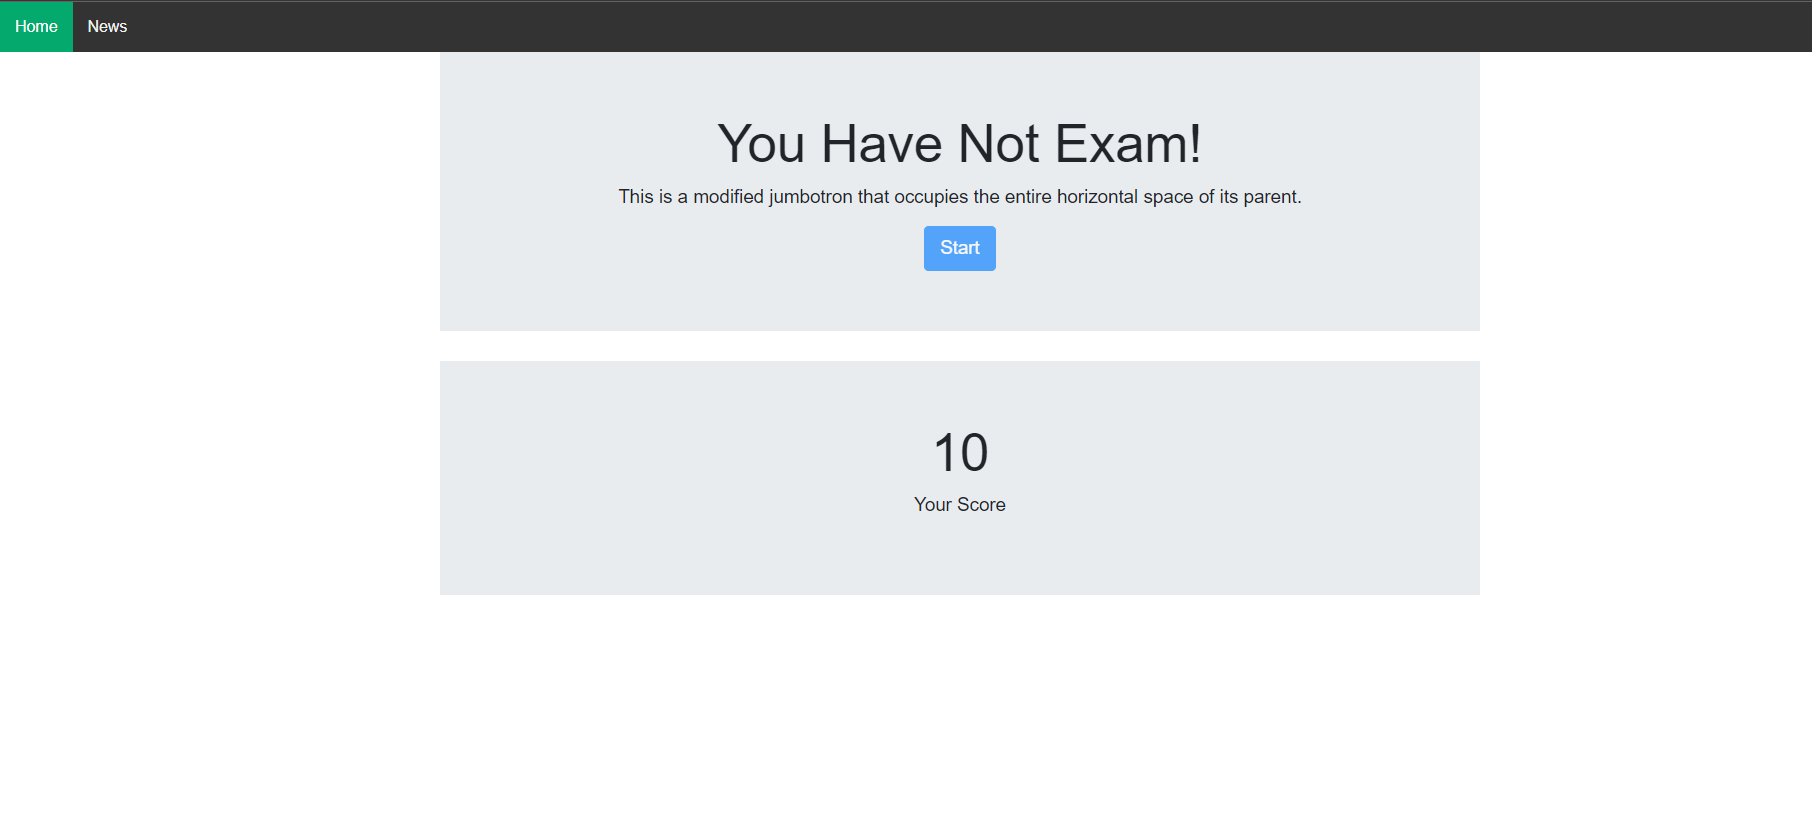 Home News
You Have Not Exam!
This is a modified jumbotron that occupies the entire horizontal space of its parent.
Start
10
Your Score